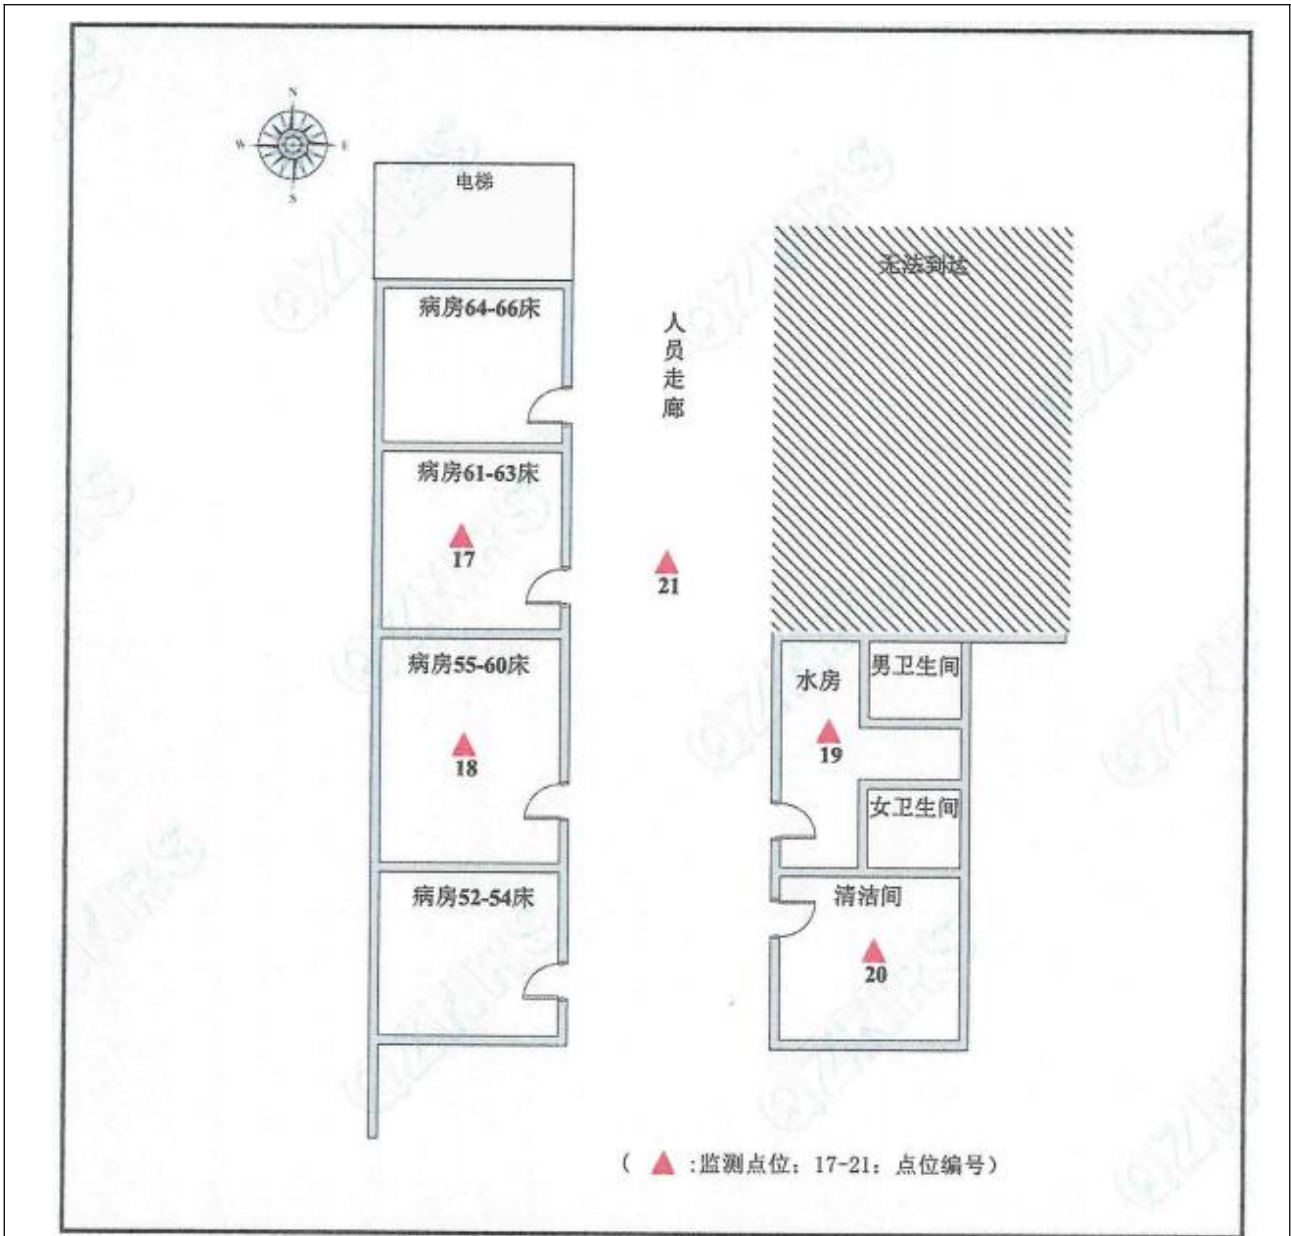 N
W
E
S
电梯
无法到达
病房64-66床
人员走廊
病房61-63床
17
21
病房55-60床
水房
男卫生间
18
19
女卫生间
病房52-54床
清洁间
20
( :监测点位; 17-21: 点位编号)